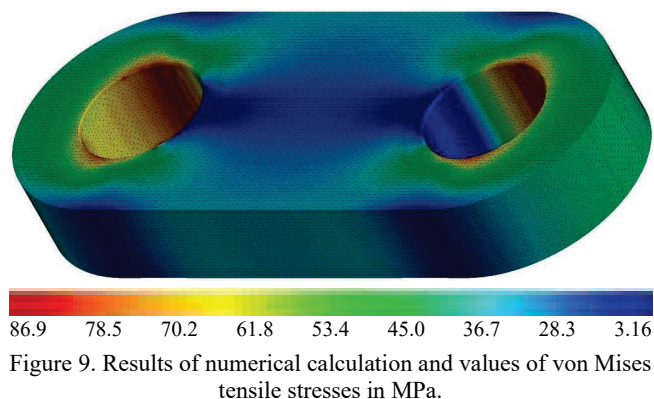 86.9 78.5 70.2 61.8 53.4 45.0 36.7 28.3 3.16
Figure 9. Results of numerical calculation and values of von Mises
tensile stresses in MPa.